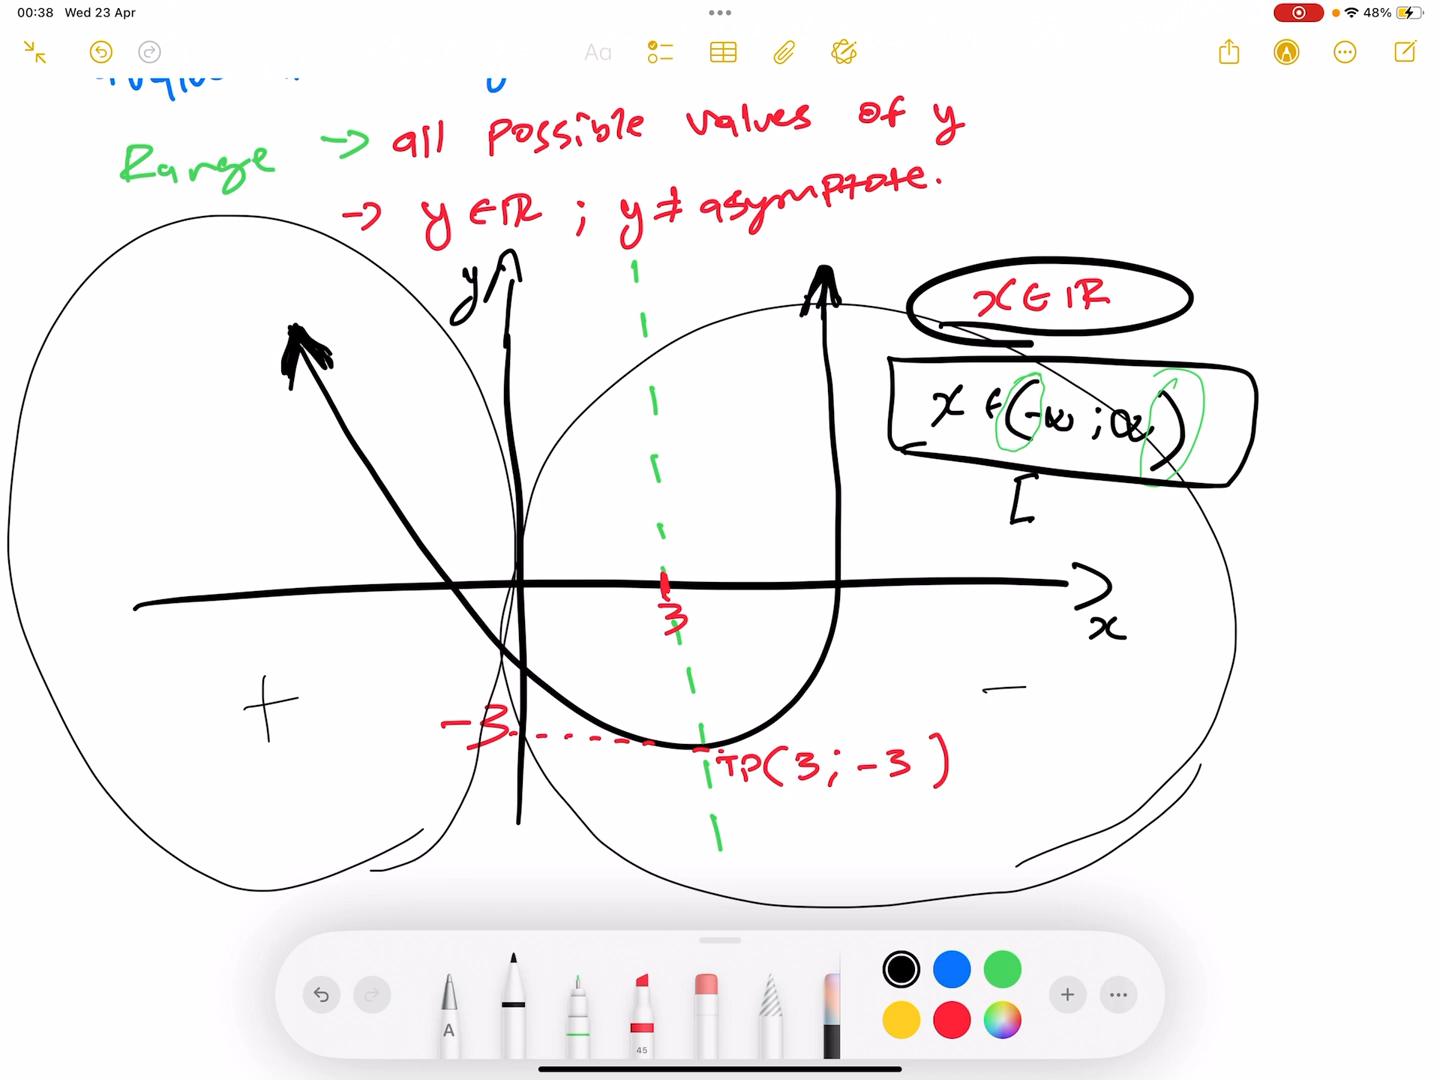 00:38 Wed 23 Apr
48%
Aa
Range → all possible values of y
→ y ∈ ℝ ; y ≠ asymptote.
y
x ∈ ℝ
x ∈ (-∞ ; ∞)
[
3
x
+
−
-3
TP(3; -3)
A
45